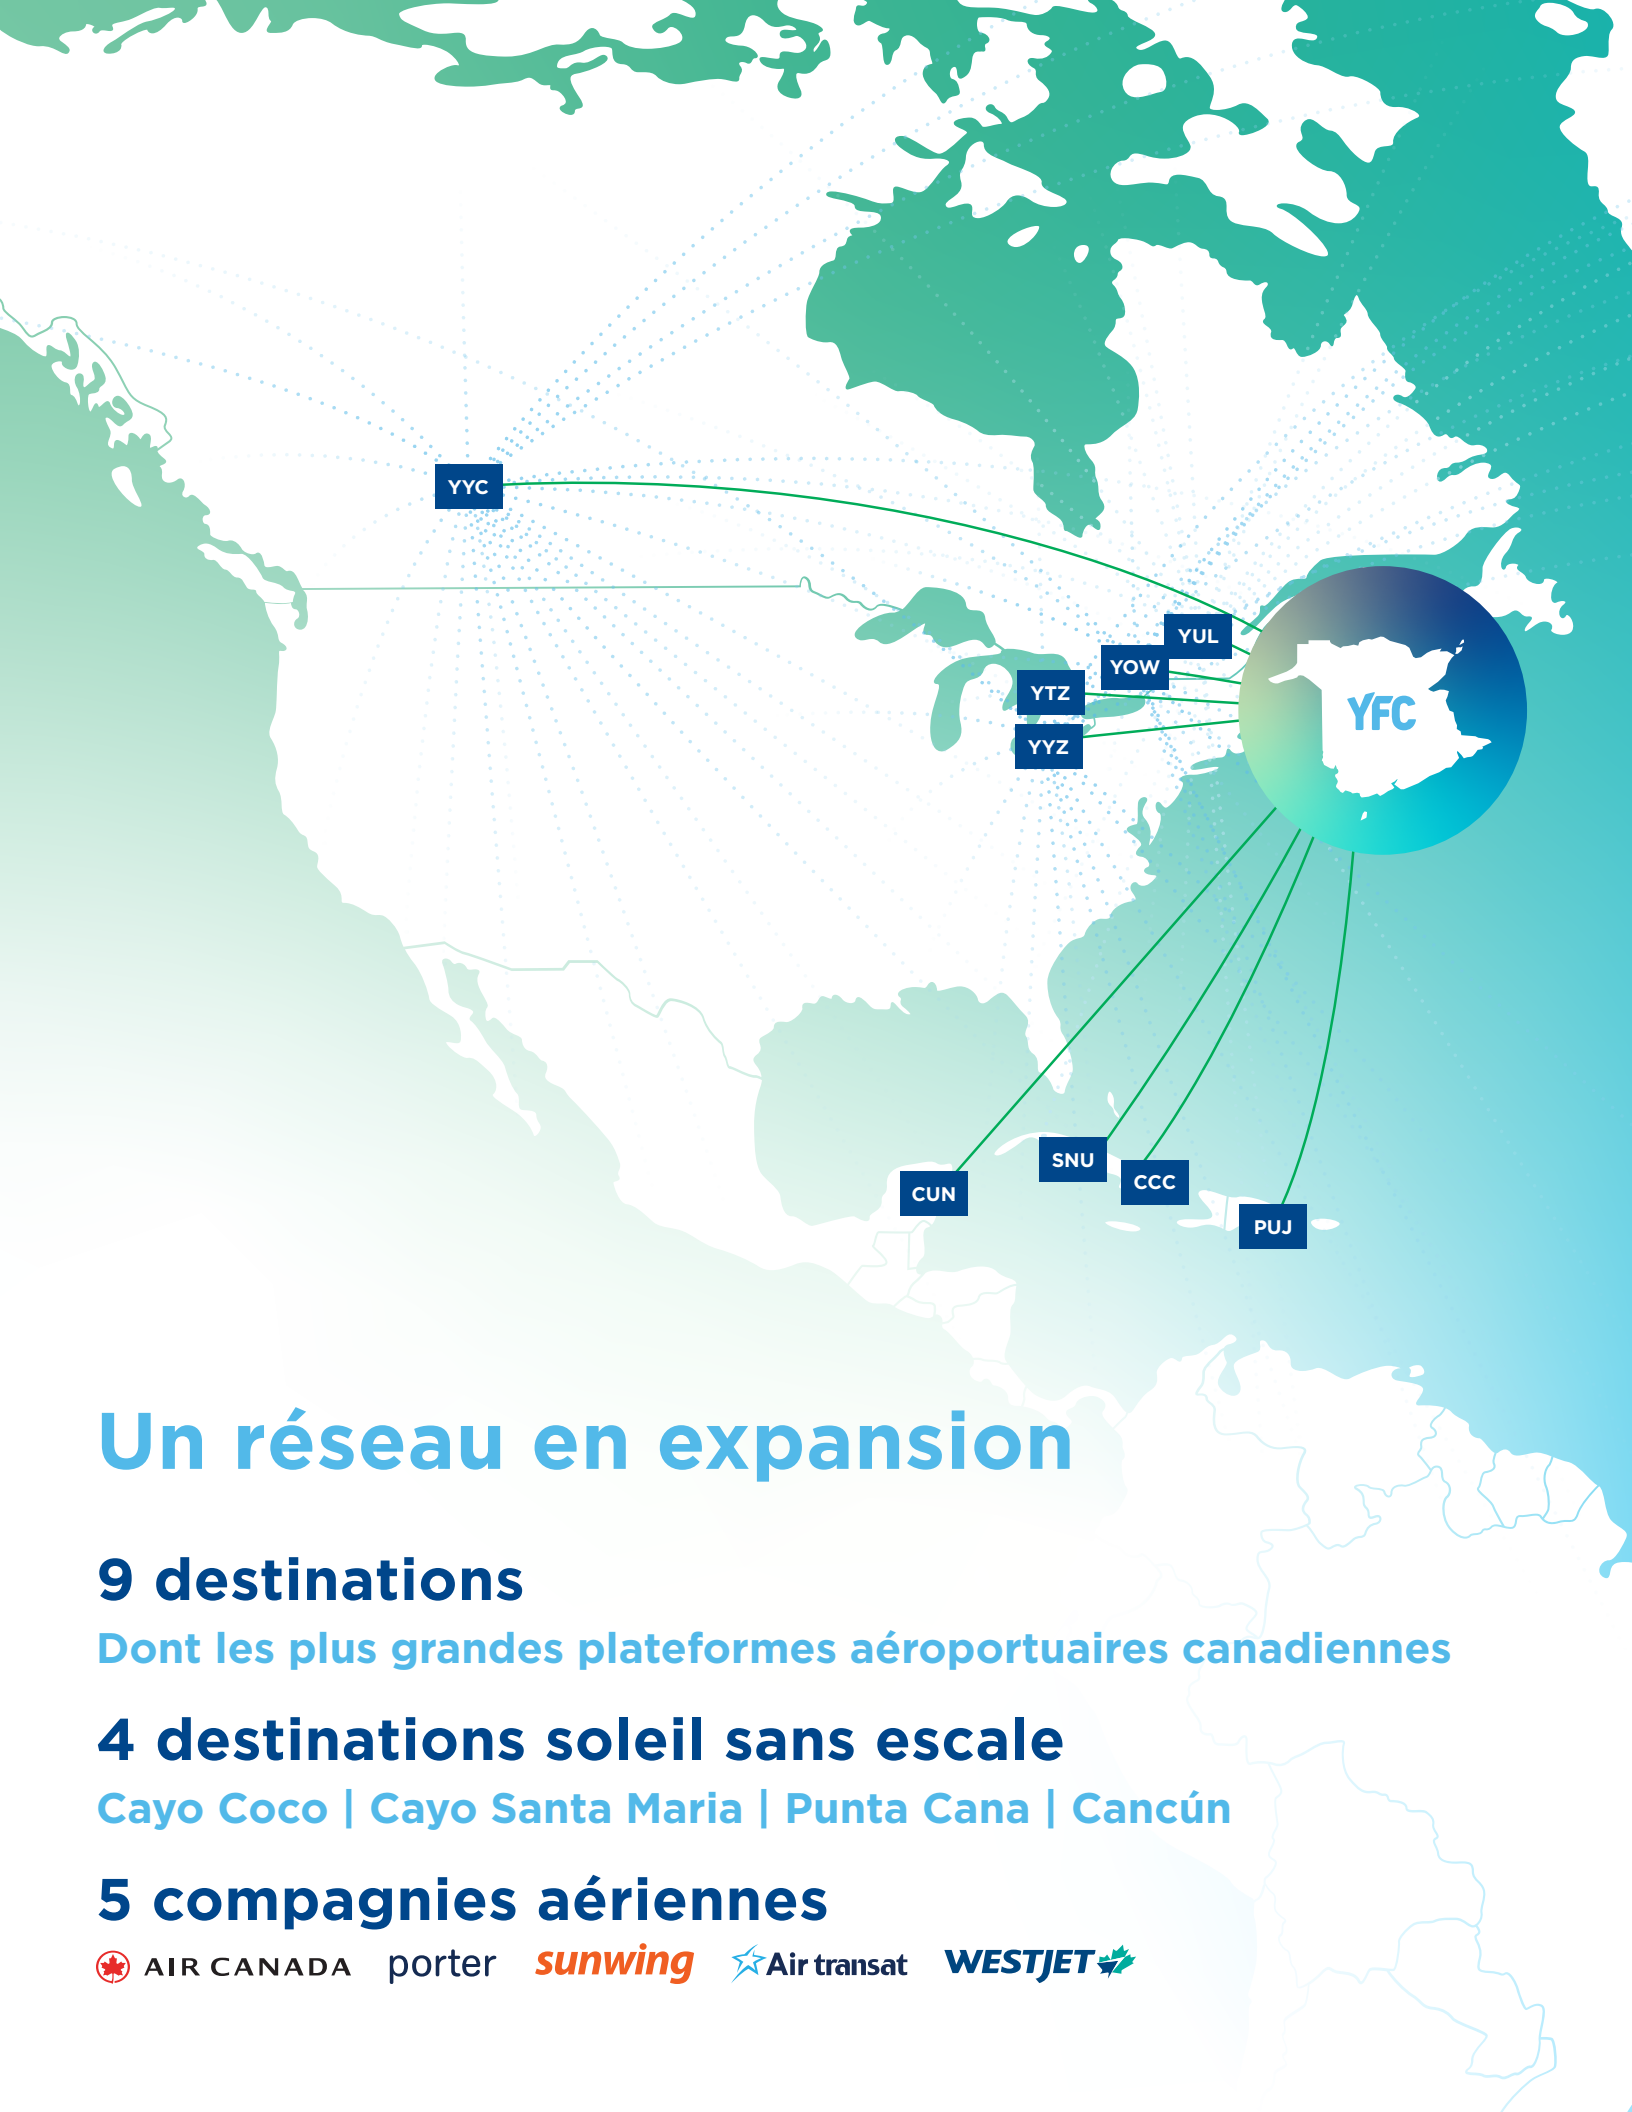 YYC
YUL
YOW
YTZ
YFC
YYZ
SNU
CCC
CUN
PUJ
Un réseau en expansion
9 destinations
Dont les plus grandes plateformes aéroportuaires canadiennes
4 destinations soleil sans escale
Cayo Coco | Cayo Santa Maria | Punta Cana | Cancún
5 compagnies aériennes
AIR CANADA porter sunwing Air transat WESTJET